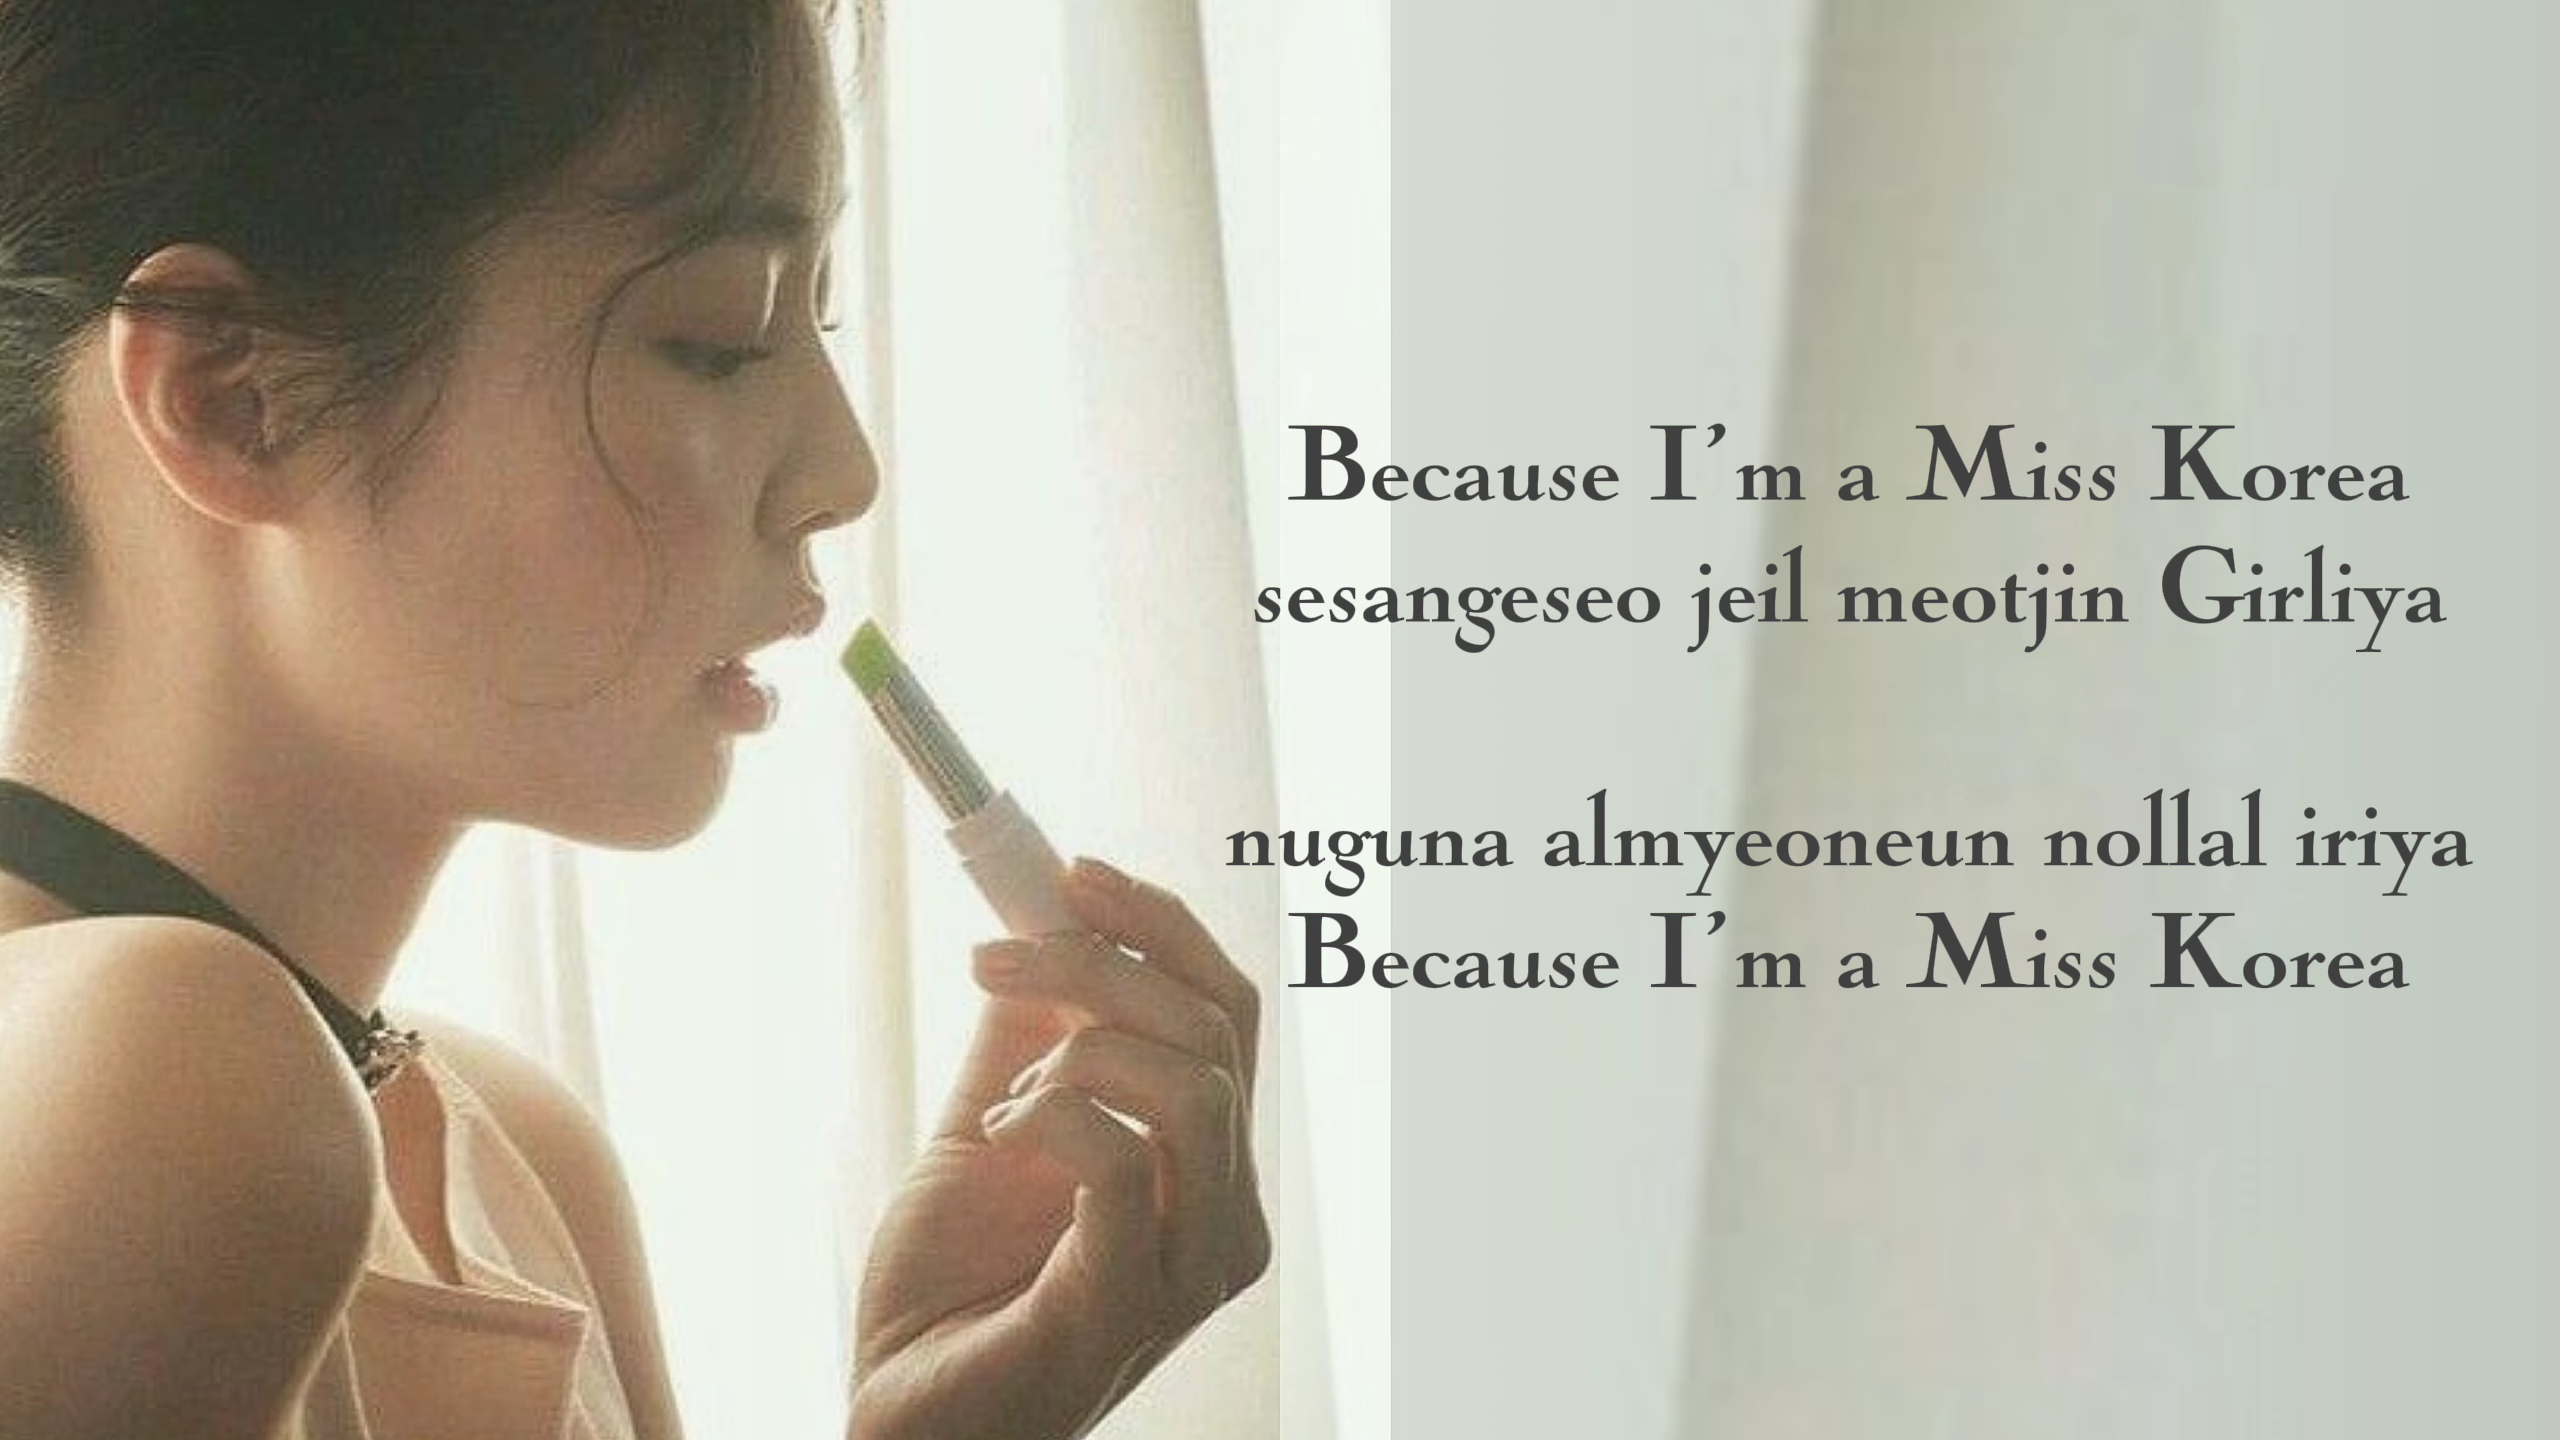 Because I’m a Miss Korea
sesangeseo jeil meotjin Girliya
nuguna almyeoneun nollal iriya
Because I’m a Miss Korea